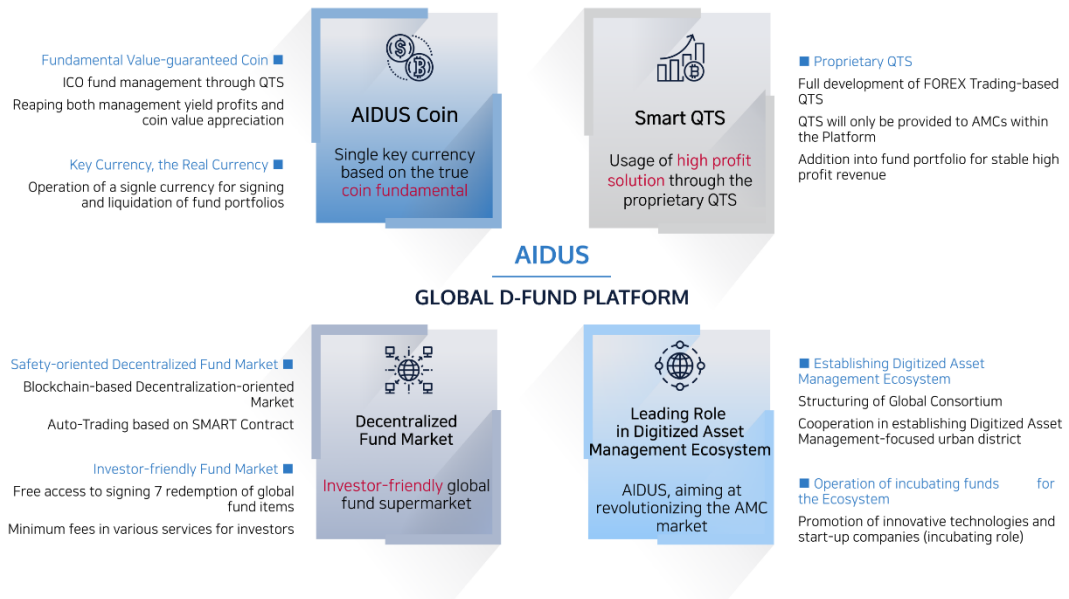 Fundamental Value-guaranteed Coin
ICO fund management through QTS
Reaping both management yield profits and
coin value appreciation
Key Currency, the Real Currency
Operation of a signle currency for signing
and liquidation of fund portfolios
AIDUS Coin
Single key currency
based on the true
coin fundamental
Smart QTS
Usage of high profit
solution through the
proprietary QTS
Proprietary QTS
Full development of FOREX Trading-based
QTS
QTS will only be provided to AMCs within
the Platform
Addition into fund portfolio for stable high
profit revenue
AIDUS
GLOBAL D-FUND PLATFORM
Safety-oriented Decentralized Fund Market
Blockchain-based Decentralization-oriented
Market
Auto-Trading based on SMART Contract
Investor-friendly Fund Market
Free access to signing 7 redemption of global
fund items
Minimum fees in various services for investors
Decentralized
Fund Market
Investor-friendly global
fund supermarket
Leading Role
in Digitized Asset
Management Ecosystem
AIDUS, aiming at
revolutionizing the AMC
market
Establishing Digitized Asset
Management Ecosystem
Structuring of Global Consortium
Cooperation in establishing Digitized Asset
Management-focused urban district
Operation of incubating funds for
the Ecosystem
Promotion of innovative technologies and
start-up companies (incubating role)